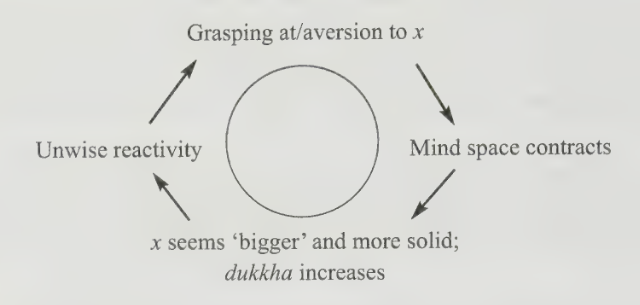 Grasping at/aversion to x
Unwise reactivity
Mind space contracts
x seems ‘bigger’ and more solid;
dukkha increases